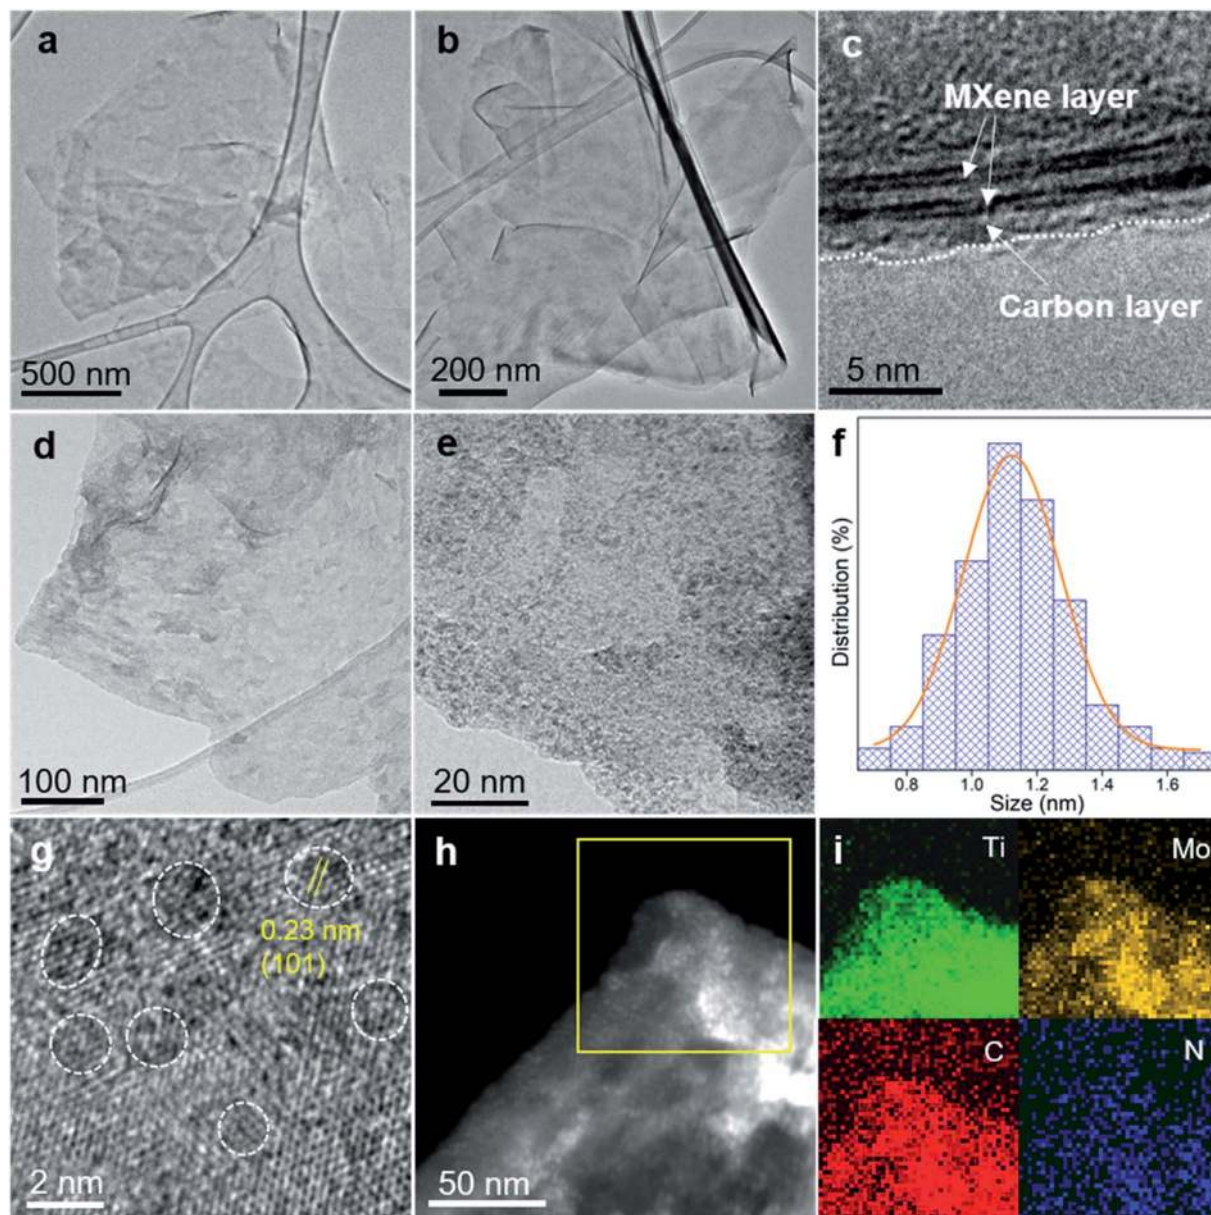 a
500 nm
b
200 nm
c
MXene layer
Carbon layer
5 nm
d
100 nm
e
20 nm
f
Distribution (%)
0.8 1.0 1.2 1.4 1.6
Size (nm)
g
0.23 nm
(101)
2 nm
h
50 nm
i
Ti
Mo
C
N